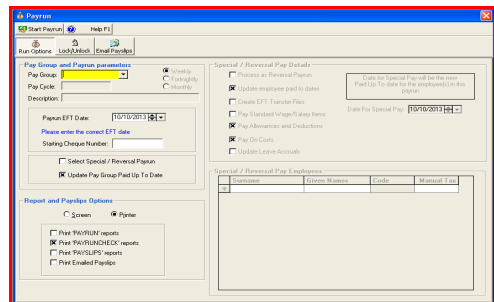 Payrun
Start Payrun Help F1
Run Options Lock/Unlock Email Payslips
Pay Group and Payrun parameters
Pay Group:
Weekly
Fortnightly
Monthly
Pay Cycle:
Description:
Payrun EFT Date: 10/10/2013
Please enter the correct EFT date
Starting Cheque Number:
Select Special / Reversal Payrun
Update Pay Group Paid Up To Date
Report and Payslips Options
Screen Printer
Print 'PAYRUN' reports
Print 'PAYRUNCHECK' reports
Print 'PAYSLIPS' reports
Print Emailed Payslips
Special / Reversal Pay Details
Process as Reversal Payrun
Update employee paid to dates
Create EFT Transfer Files
Pay Standard Wage/Salary Items
Pay Allowances and Deductions
Pay On Costs
Update Leave Accruals
Date for Special Pay will be the new
Paid Up To date for the employee(s) in this
payrun
Date For Special Pay: 10/10/2013
Special / Reversal Pay Employees
Surname Given Names Code Manual Tax